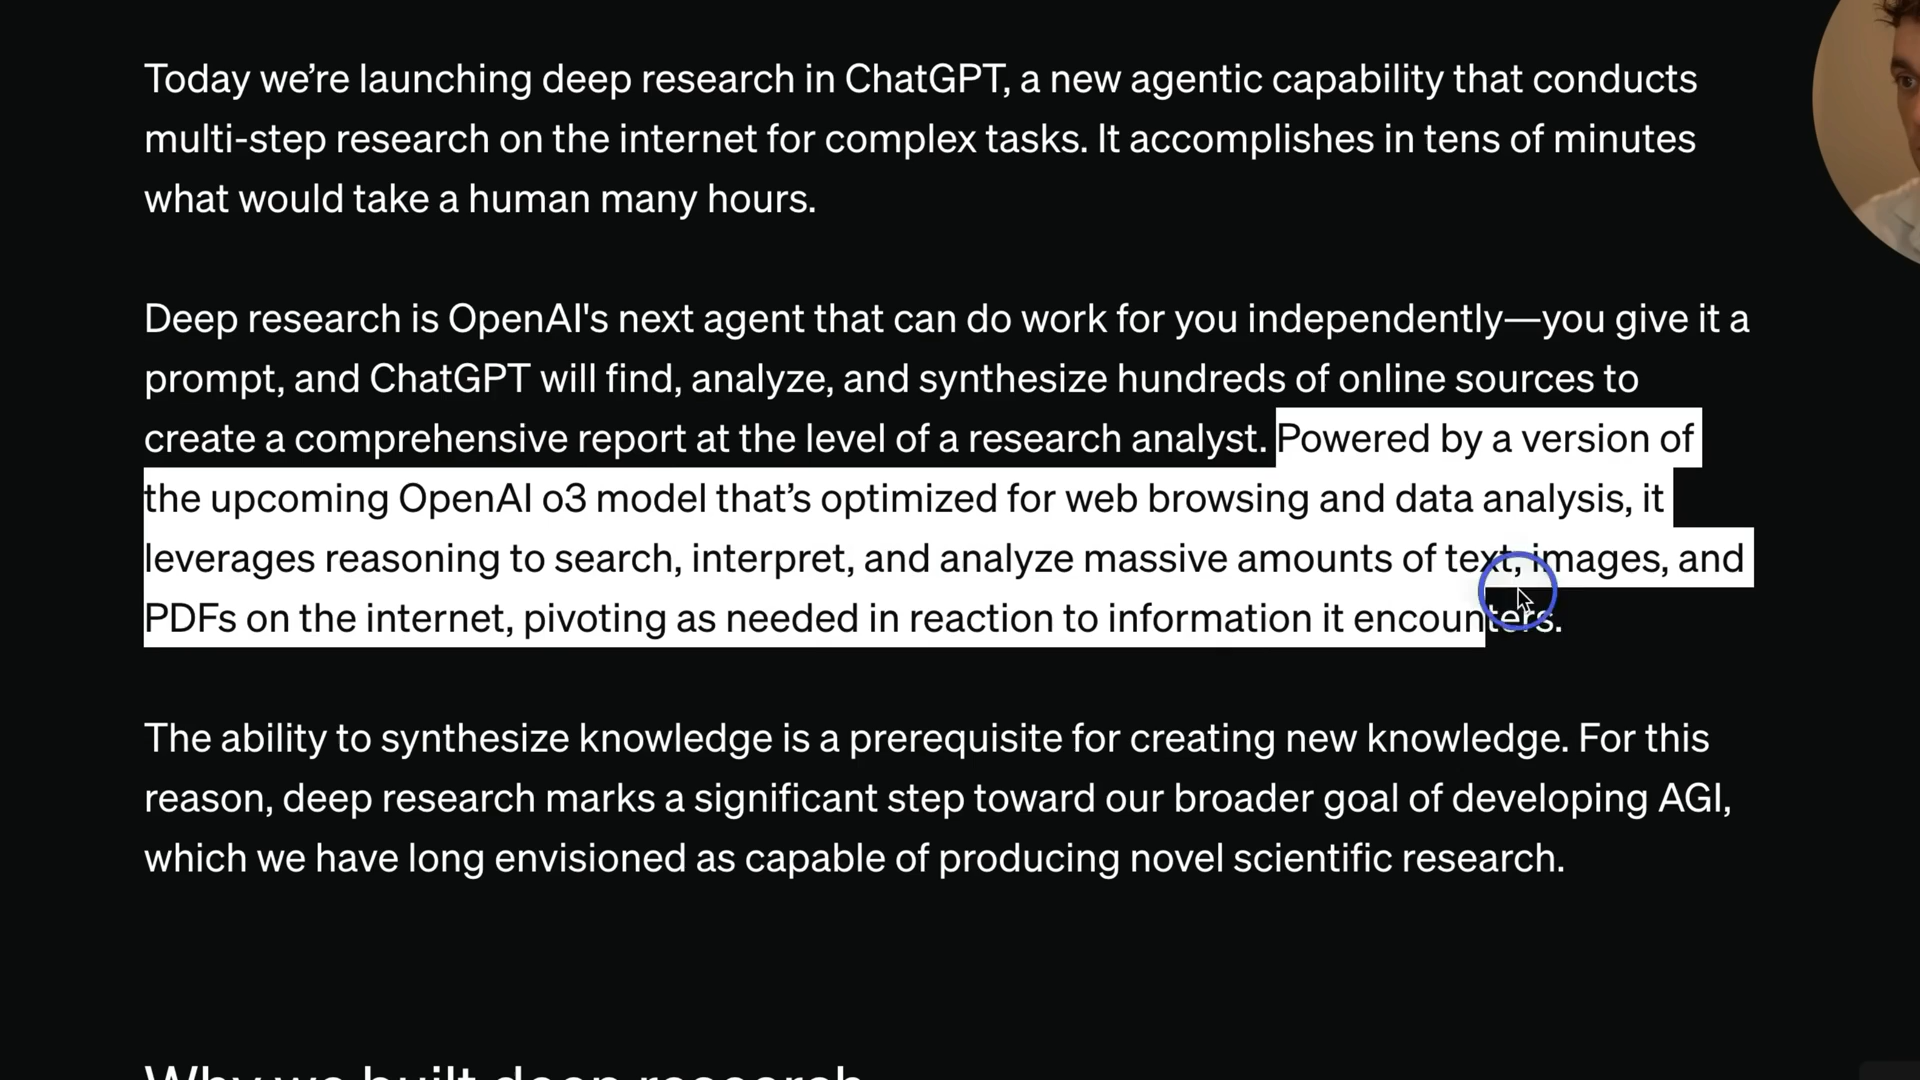 Today we’re launching deep research in ChatGPT, a new agentic capability that conducts
multi-step research on the internet for complex tasks. It accomplishes in tens of minutes
what would take a human many hours.
Deep research is OpenAI's next agent that can do work for you independently—you give it a
prompt, and ChatGPT will find, analyze, and synthesize hundreds of online sources to
create a comprehensive report at the level of a research analyst. Powered by a version of
the upcoming OpenAI o3 model that’s optimized for web browsing and data analysis, it
leverages reasoning to search, interpret, and analyze massive amounts of text, images, and
PDFs on the internet, pivoting as needed in reaction to information it encounters.
The ability to synthesize knowledge is a prerequisite for creating new knowledge. For this
reason, deep research marks a significant step toward our broader goal of developing AGI,
which we have long envisioned as capable of producing novel scientific research.
Why we built deep research